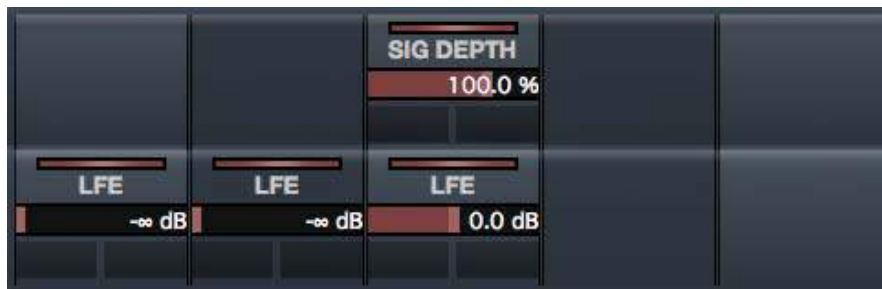 SIG DEPTH
100.0 %
LFE LFE LFE
-∞ dB -∞ dB 0.0 dB